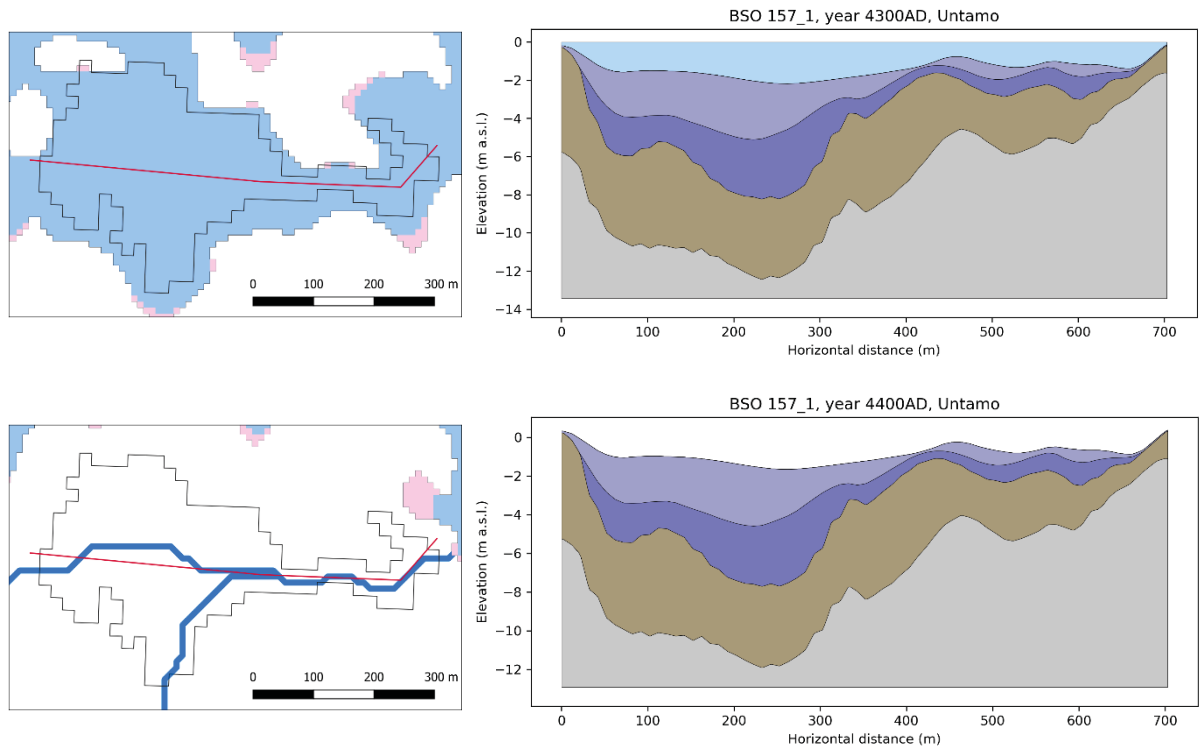 BSO 157_1, year 4300AD, Untamo
0
−2
−4
−6
−8
−10
−12
−14
Elevation (m a.s.l.)
0 100 200 300 400 500 600 700
Horizontal distance (m)
0 100 200 300 m
BSO 157_1, year 4400AD, Untamo
0
−2
−4
−6
−8
−10
−12
Elevation (m a.s.l.)
0 100 200 300 400 500 600 700
Horizontal distance (m)
0 100 200 300 m